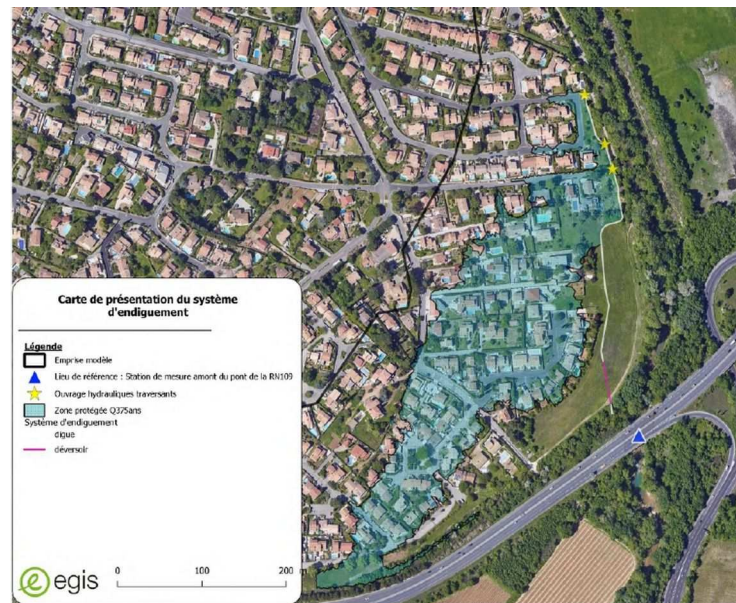 Carte de présentation du système
d'endiguement
Légende
Emprise modèle
Lieu de référence : Station de mesure amont du pont de la RN109
Ouvrage hydrauliques traversants
Zone protégée Q375ans
Système d'endiguement
digue
déversoir
egis
0 100 200 m